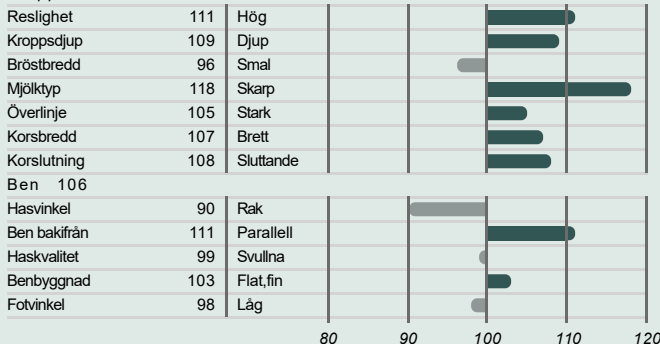 Reslighet 111 Hög
Kroppsdjup 109 Djup
Bröstbredd 96 Smal
Mjölktyp 118 Skarp
Överlinje 105 Stark
Korsbredd 107 Brett
Korslutning 108 Sluttande
Ben 106
Hasvinkel 90 Rak
Ben bakifrån 111 Parallell
Haskvalitet 99 Svullna
Benbyggnad 103 Flat,fin
Fotvinkel 98 Låg
80 90 100 110 120